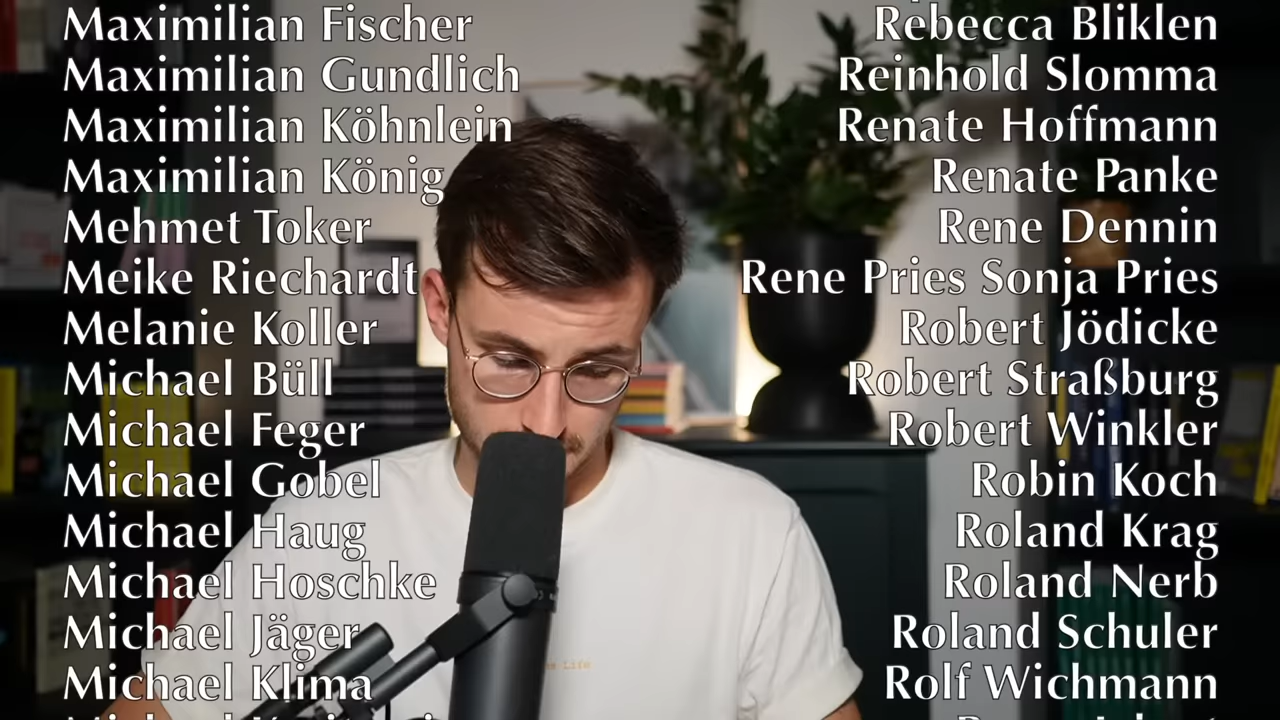 Maximilian Fischer
Maximilian Gundlich
Maximilian Köhnlein
Maximilian König
Mehmet Toker
Meike Riechardt
Melanie Koller
Michael Büll
Michael Feger
Michael Gobel
Michael Haug
Michael Hoschke
Michael Jäger
Michael Klima
Rebecca Bliklen
Reinhold Slomma
Renate Hoffmann
Renate Panke
Rene Dennin
Rene Pries Sonja Pries
Robert Jödicke
Robert Straßburg
Robert Winkler
Robin Koch
Roland Krag
Roland Nerb
Roland Schuler
Rolf Wichmann